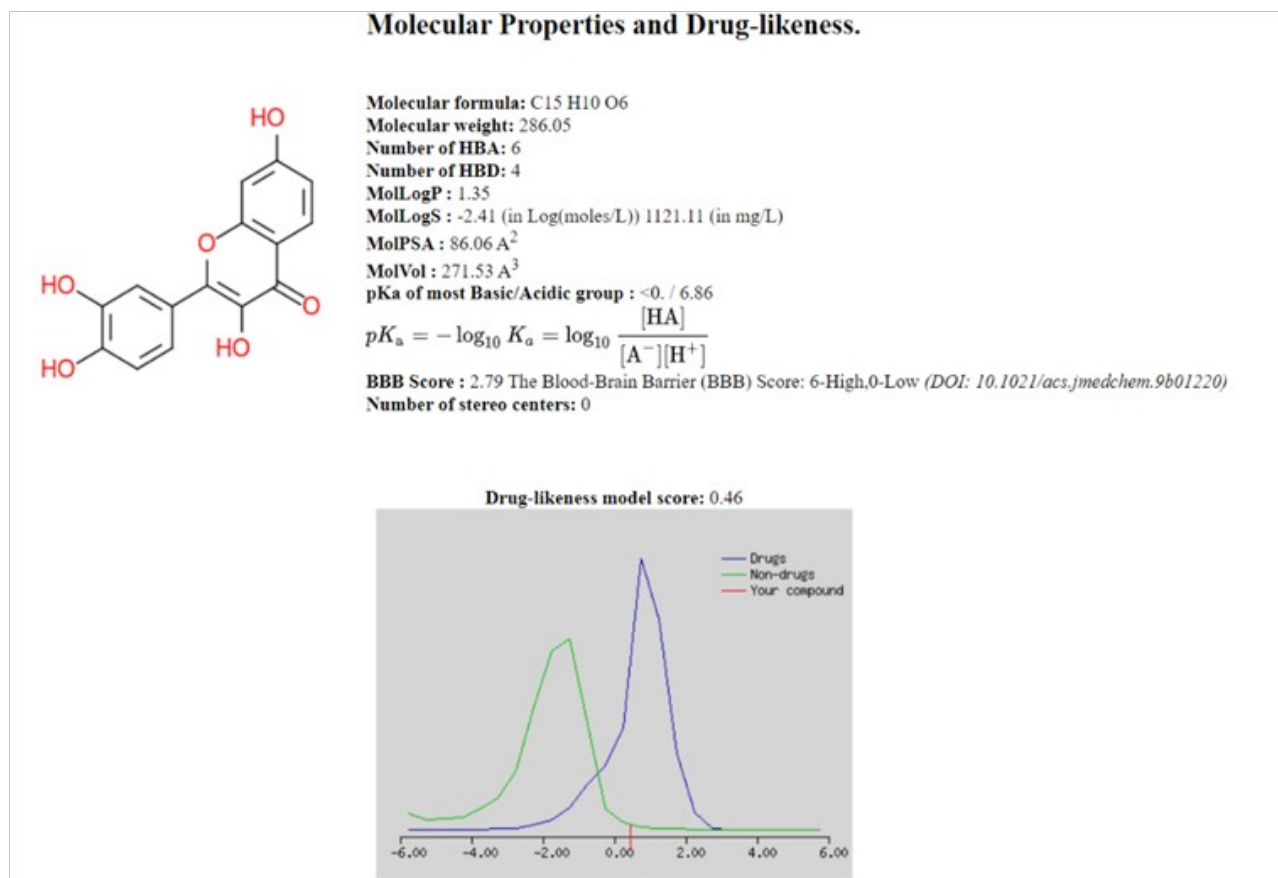 Molecular Properties and Drug-likeness.
HO
O
HO
HO
HO
O
Molecular formula: C15 H10 O6
Molecular weight: 286.05
Number of HBA: 6
Number of HBD: 4
MolLogP : 1.35
MolLogS : -2.41 (in Log(moles/L)) 1121.11 (in mg/L)
MolPSA : 86.06 A²
MolVol : 271.53 A³
pKa of most Basic/Acidic group : <0. / 6.86
pKₐ = − log₁₀ Kₐ = log₁₀ [HA] / [A⁻][H⁺]
BBB Score : 2.79 The Blood-Brain Barrier (BBB) Score: 6-High,0-Low (DOI: 10.1021/acs.jmedchem.9b01220)
Number of stereo centers: 0
Drug-likeness model score: 0.46
Drugs
Non-drugs
Your compound
-6.00 -4.00 -2.00 0.00 2.00 4.00 6.00